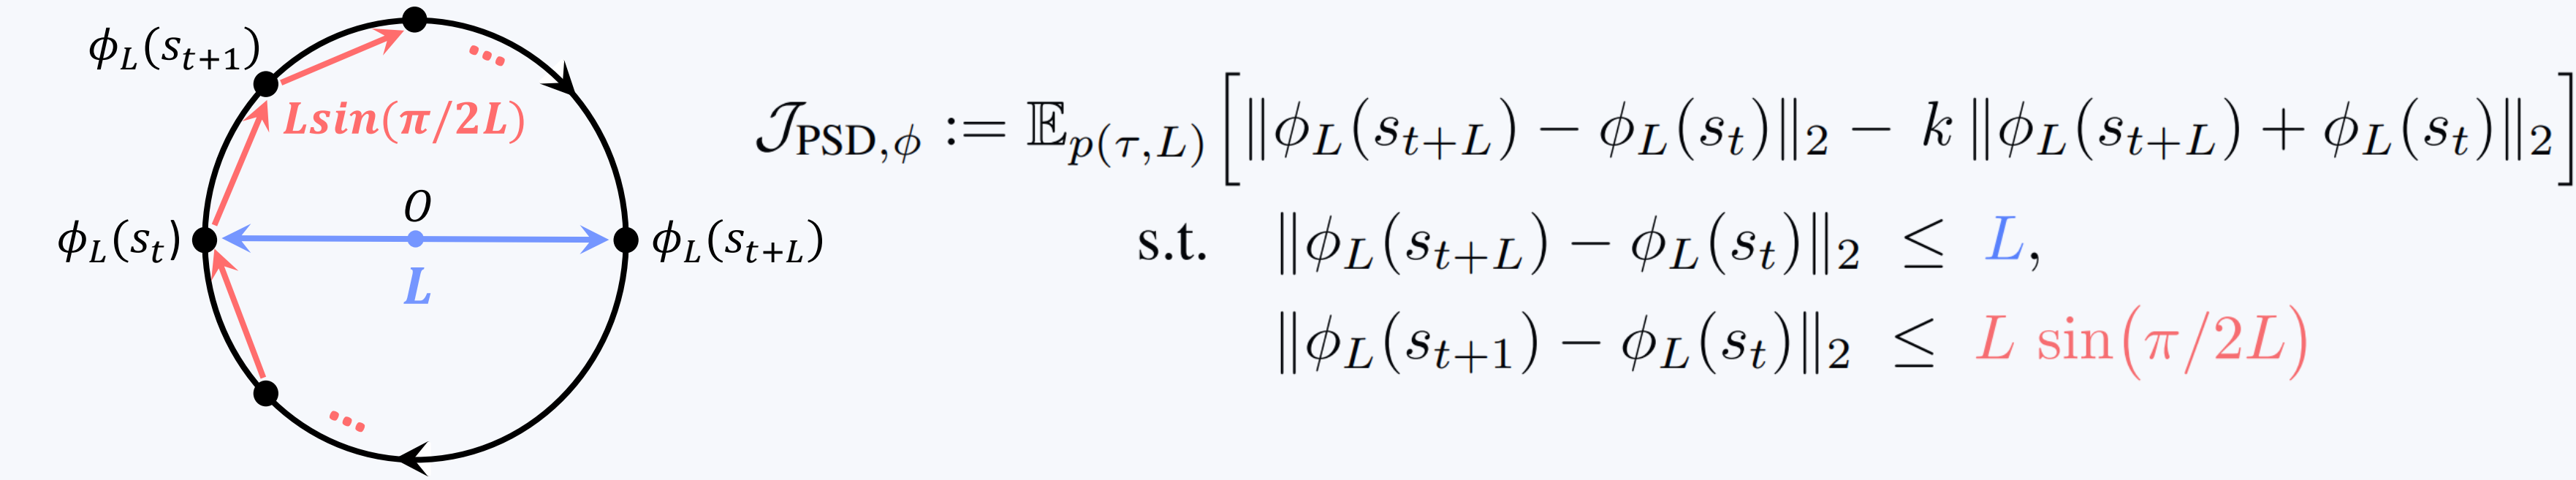 ϕ_L(s_{t+1})
Lsin(π/2L)
O
ϕ_L(s_t)
L
ϕ_L(s_{t+L})
𝒥_{PSD,ϕ} := 𝔼_{p(τ,L)} [ ‖ϕ_L(s_{t+L}) − ϕ_L(s_t)‖_2 − k ‖ϕ_L(s_{t+L}) + ϕ_L(s_t)‖_2 ]
s.t. ‖ϕ_L(s_{t+L}) − ϕ_L(s_t)‖_2 ≤ L,
‖ϕ_L(s_{t+1}) − ϕ_L(s_t)‖_2 ≤ L sin(π/2L)